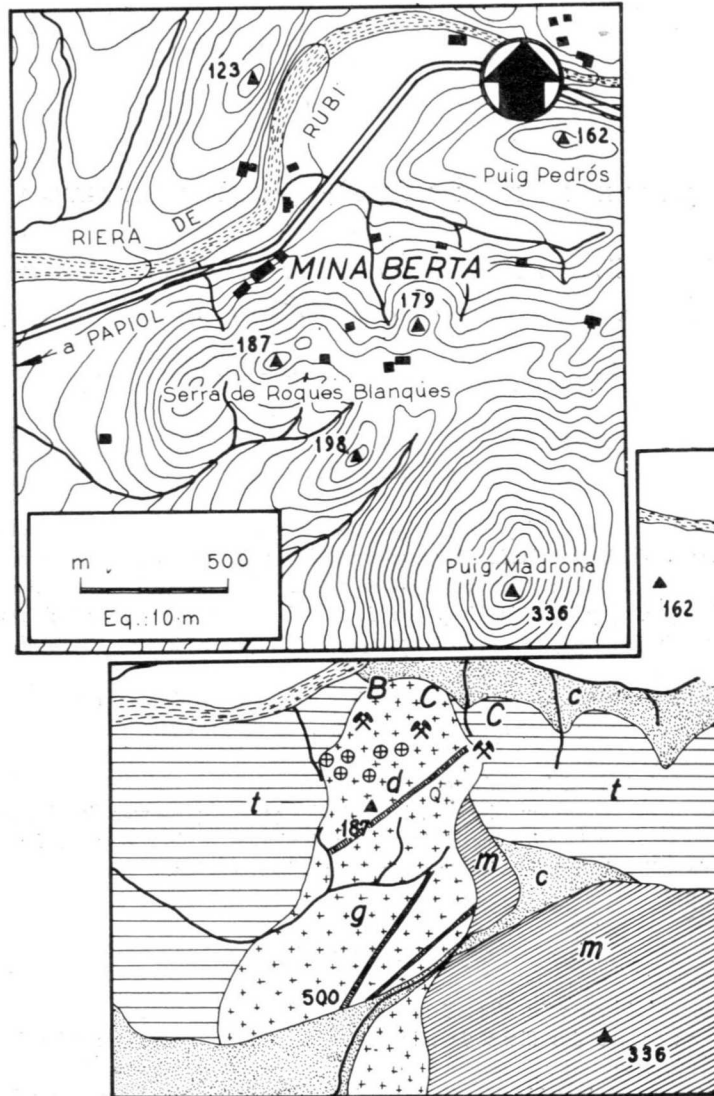 123
RIERA DE RUBI
162
Puig Pedrós
MINA BERTA
179
a PAPIOL
187
Serra de Roques Blanques
198
m 500
Eq.:10 m
Puig Madrona
336
162
B C C c
t d Q t
187
m c
g m
500
336